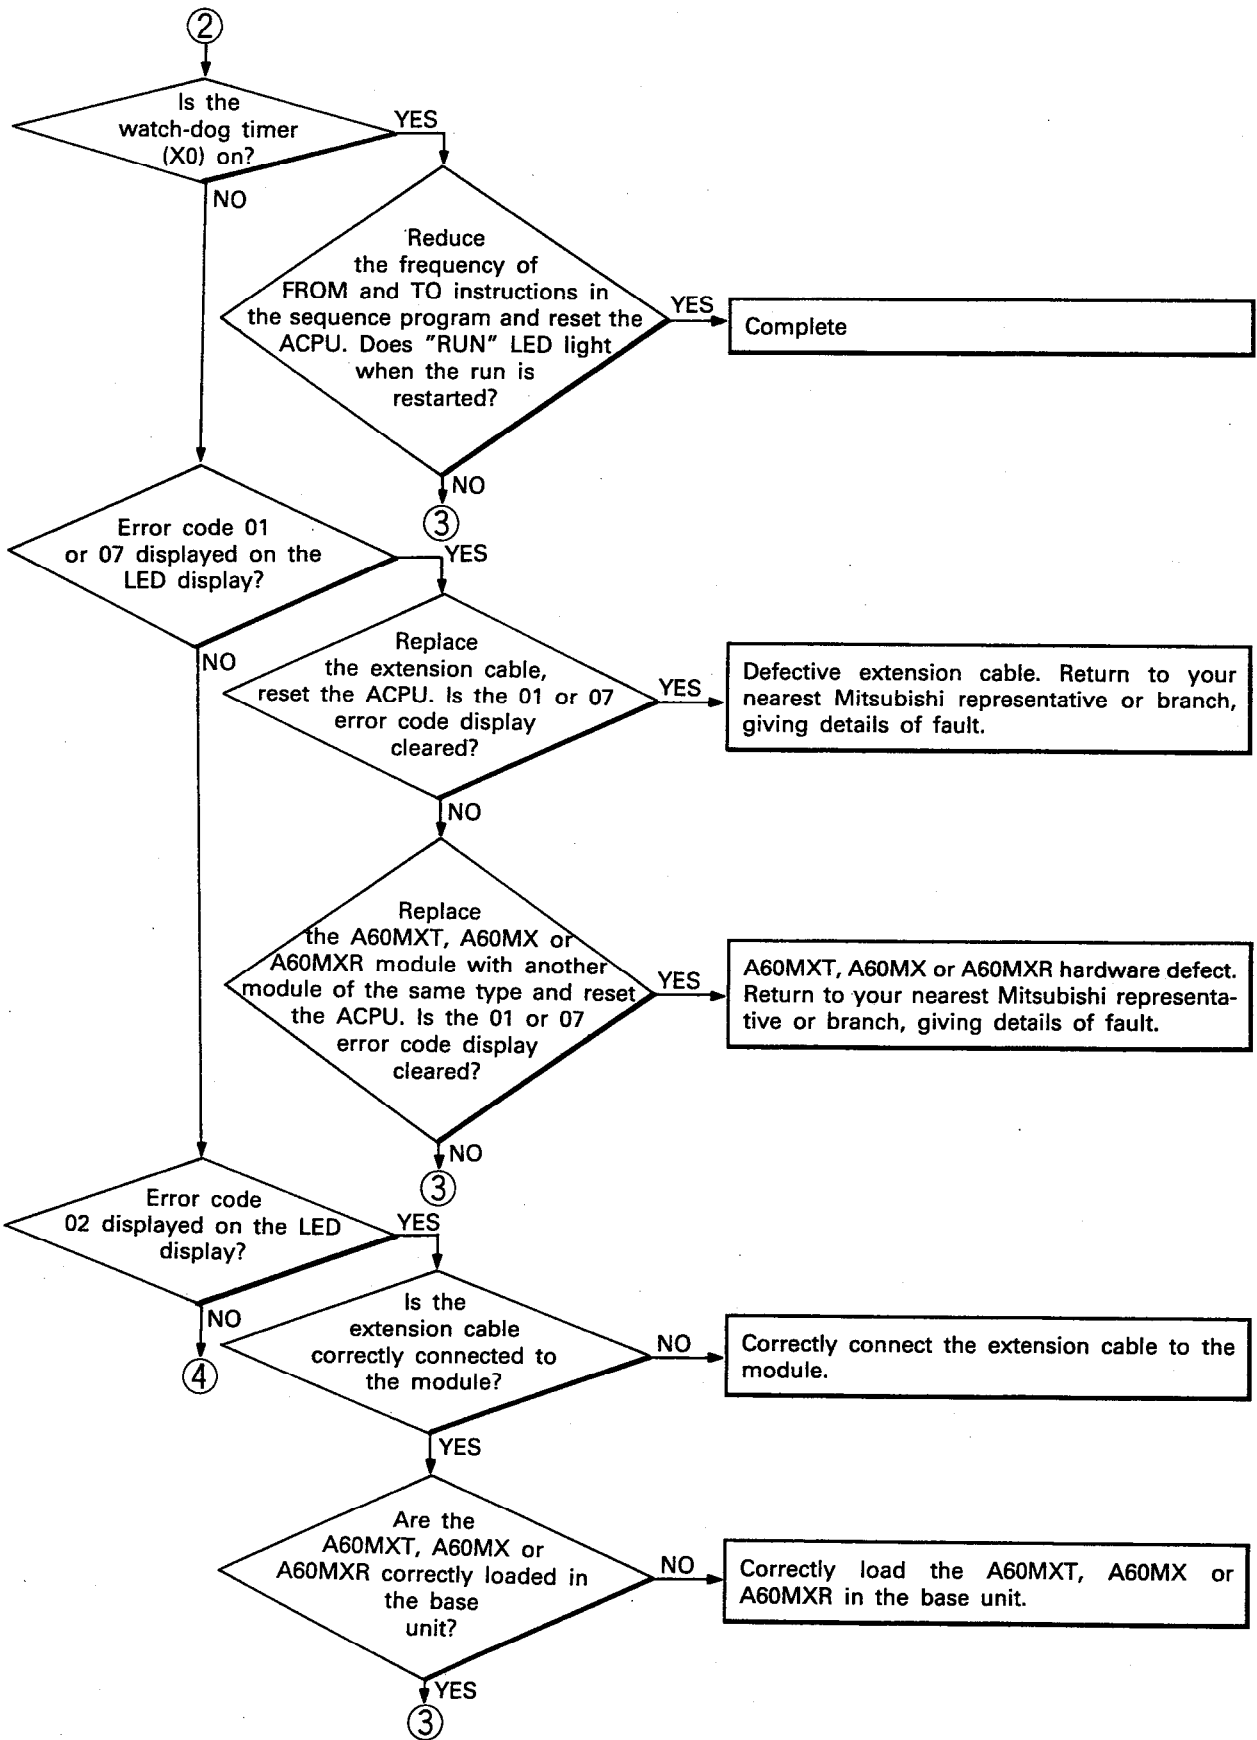 ②
Is the
watch-dog timer
(X0) on?
YES
NO
Reduce
the frequency of
FROM and TO instructions in
the sequence program and reset the
ACPU. Does "RUN" LED light
when the run is
restarted?
YES
Complete
NO
③
Error code 01
or 07 displayed on the
LED display?
YES
NO
Replace
the extension cable,
reset the ACPU. Is the 01 or 07
error code display
cleared?
YES
Defective extension cable. Return to your
nearest Mitsubishi representative or branch,
giving details of fault.
NO
Replace
the A60MXT, A60MX or
A60MXR module with another
module of the same type and reset
the ACPU. Is the 01 or 07
error code display
cleared?
YES
A60MXT, A60MX or A60MXR hardware defect.
Return to your nearest Mitsubishi representa-
tive or branch, giving details of fault.
NO
③
Error code
02 displayed on the LED
display?
YES
NO
④
Is the
extension cable
correctly connected to
the module?
NO
Correctly connect the extension cable to the
module.
YES
Are the
A60MXT, A60MX or
A60MXR correctly loaded in
the base
unit?
NO
Correctly load the A60MXT, A60MX or
A60MXR in the base unit.
YES
③